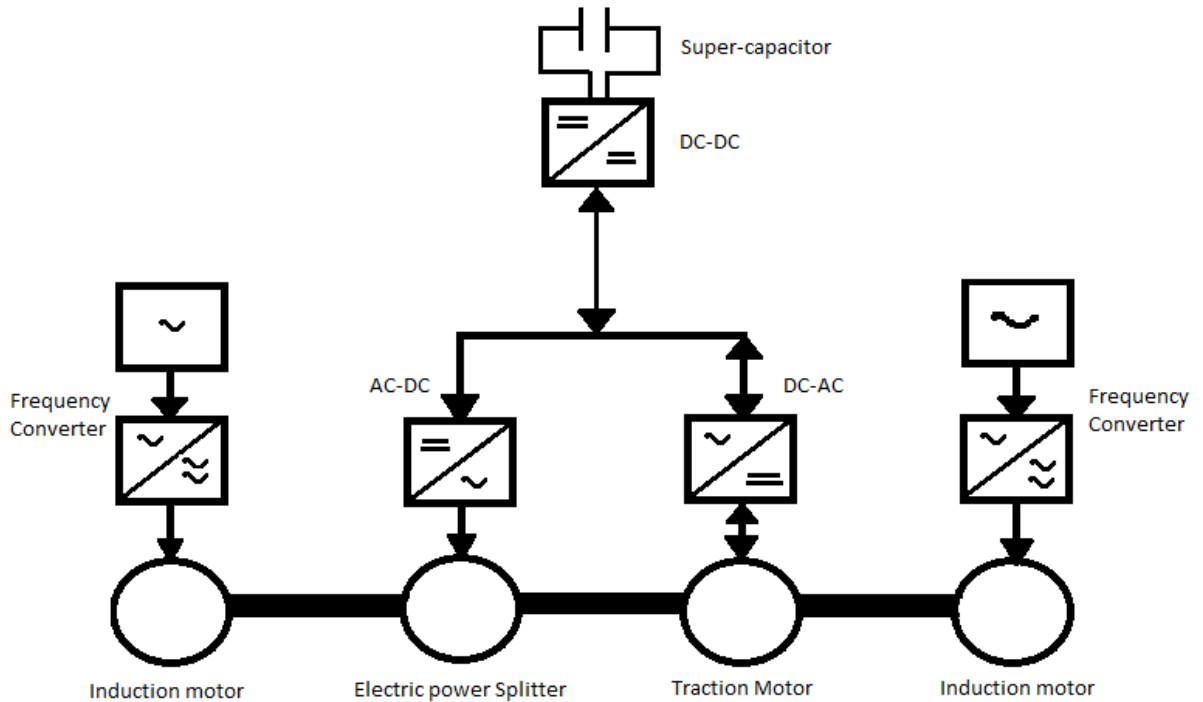 Super-capacitor
DC-DC
AC-DC
DC-AC
Frequency
Converter
Frequency
Converter
Induction motor
Electric power Splitter
Traction Motor
Induction motor